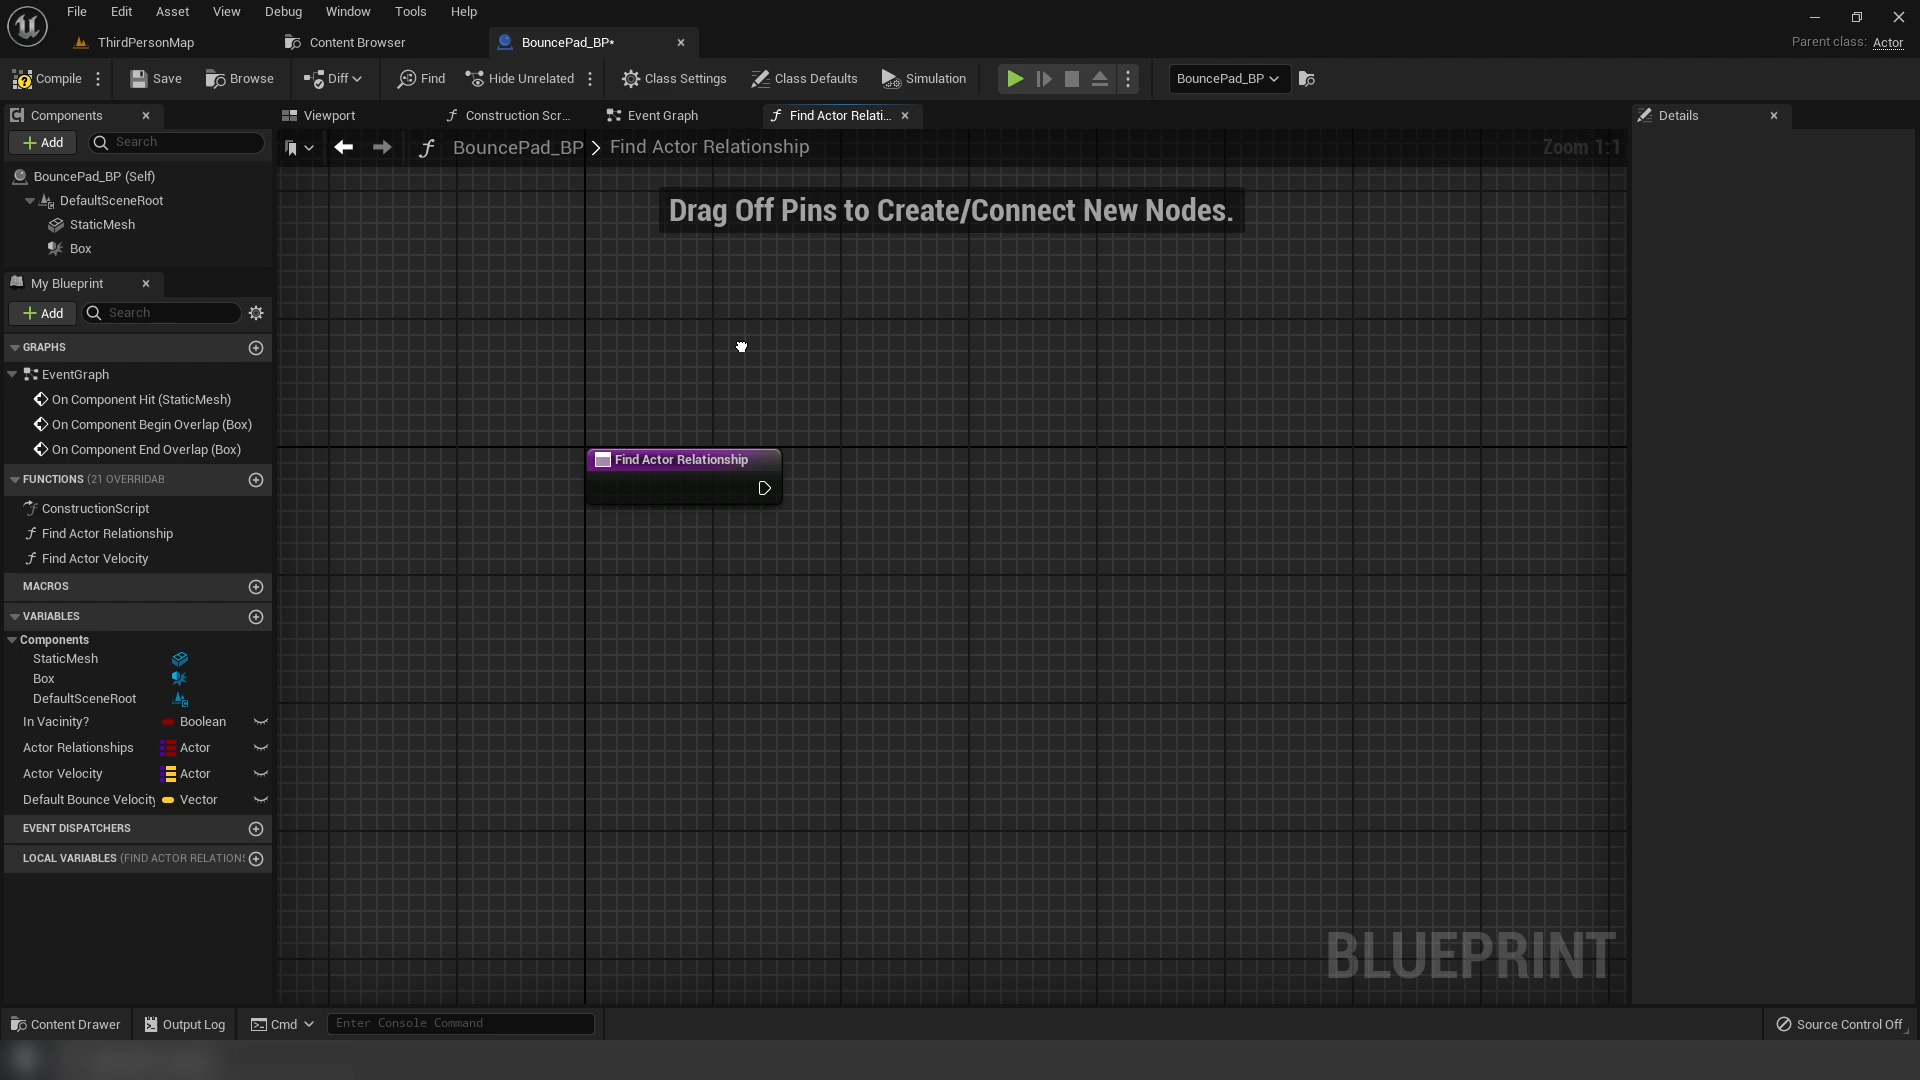 File Edit Asset View Debug Window Tools Help
ThirdPersonMap Content Browser BouncePad_BP*
Parent class: Actor
Compile Save Browse Diff Find Hide Unrelated Class Settings Class Defaults Simulation BouncePad_BP
Components
Viewport Construction Scr... Event Graph Find Actor Relati...
Details
Add Search
BouncePad_BP > Find Actor Relationship
Zoom 1:1
BouncePad_BP (Self)
DefaultSceneRoot
StaticMesh
Box
Drag Off Pins to Create/Connect New Nodes.
My Blueprint
Add Search
GRAPHS
EventGraph
On Component Hit (StaticMesh)
On Component Begin Overlap (Box)
On Component End Overlap (Box)
FUNCTIONS (21 OVERRIDAB
ConstructionScript
Find Actor Relationship
Find Actor Velocity
MACROS
VARIABLES
Components
StaticMesh
Box
DefaultSceneRoot
In Vacinity? Boolean
Actor Relationships Actor
Actor Velocity Actor
Default Bounce Velocity Vector
EVENT DISPATCHERS
LOCAL VARIABLES (FIND ACTOR RELATIONS
Find Actor Relationship
BLUEPRINT
Content Drawer Output Log Cmd Enter Console Command
Source Control Off